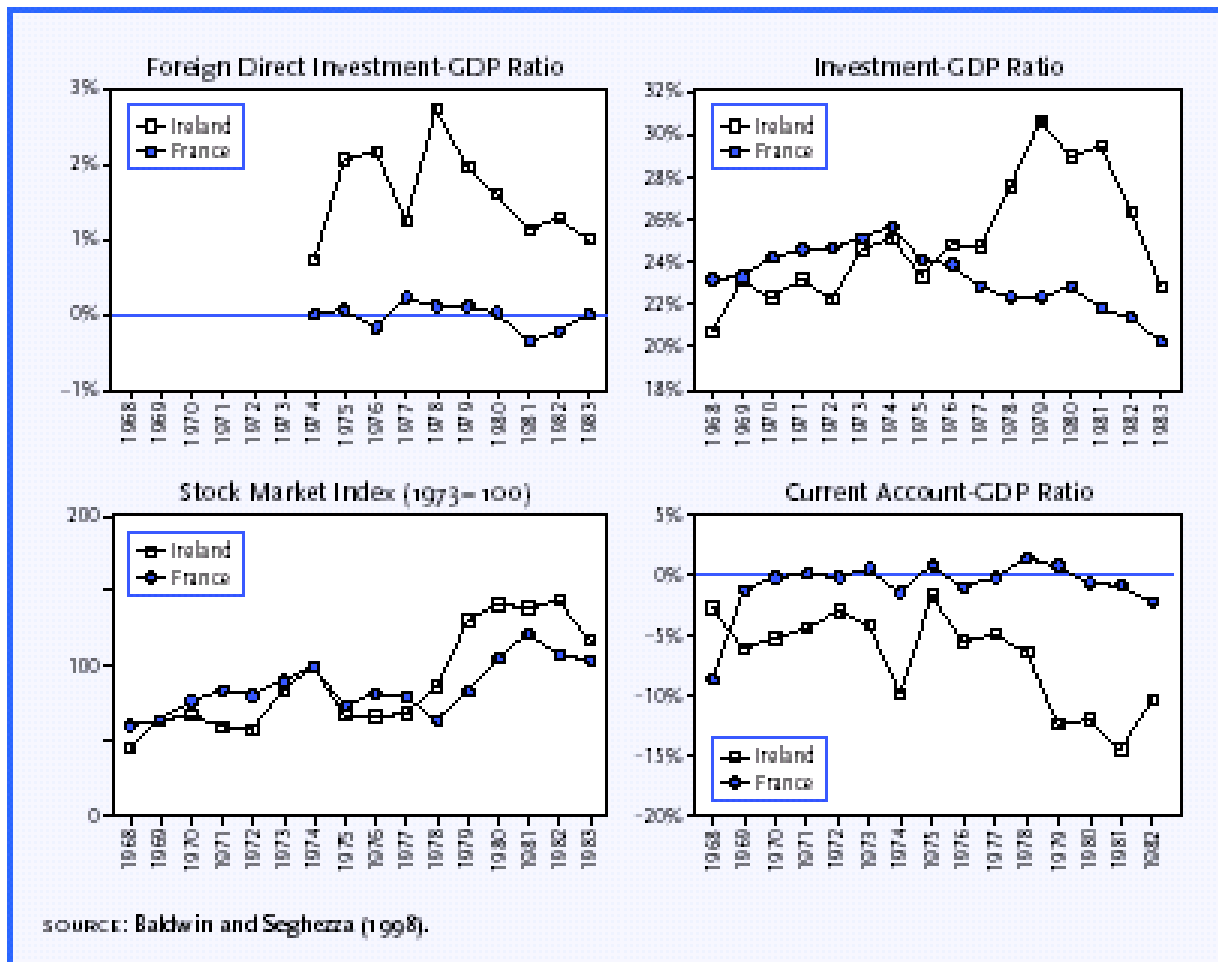 Foreign Direct Investment-GDP Ratio
3%
2%
1%
0%
-1%
Ireland
France
1968 1969 1970 1971 1972 1973 1974 1975 1976 1977 1978 1979 1980 1981 1982 1983
Investment-GDP Ratio
32%
30%
28%
26%
24%
22%
20%
18%
Ireland
France
1968 1969 1970 1971 1972 1973 1974 1975 1976 1977 1978 1979 1980 1981 1982 1983
Stock Market Index (1973=100)
200
100
0
Ireland
France
1968 1969 1970 1971 1972 1973 1974 1975 1976 1977 1978 1979 1980 1981 1982 1983
Current Account-GDP Ratio
5%
0%
-5%
-10%
-15%
-20%
Ireland
France
1968 1969 1970 1971 1972 1973 1974 1975 1976 1977 1978 1979 1980 1981 1982
SOURCE: Baldwin and Seghezza (1998).